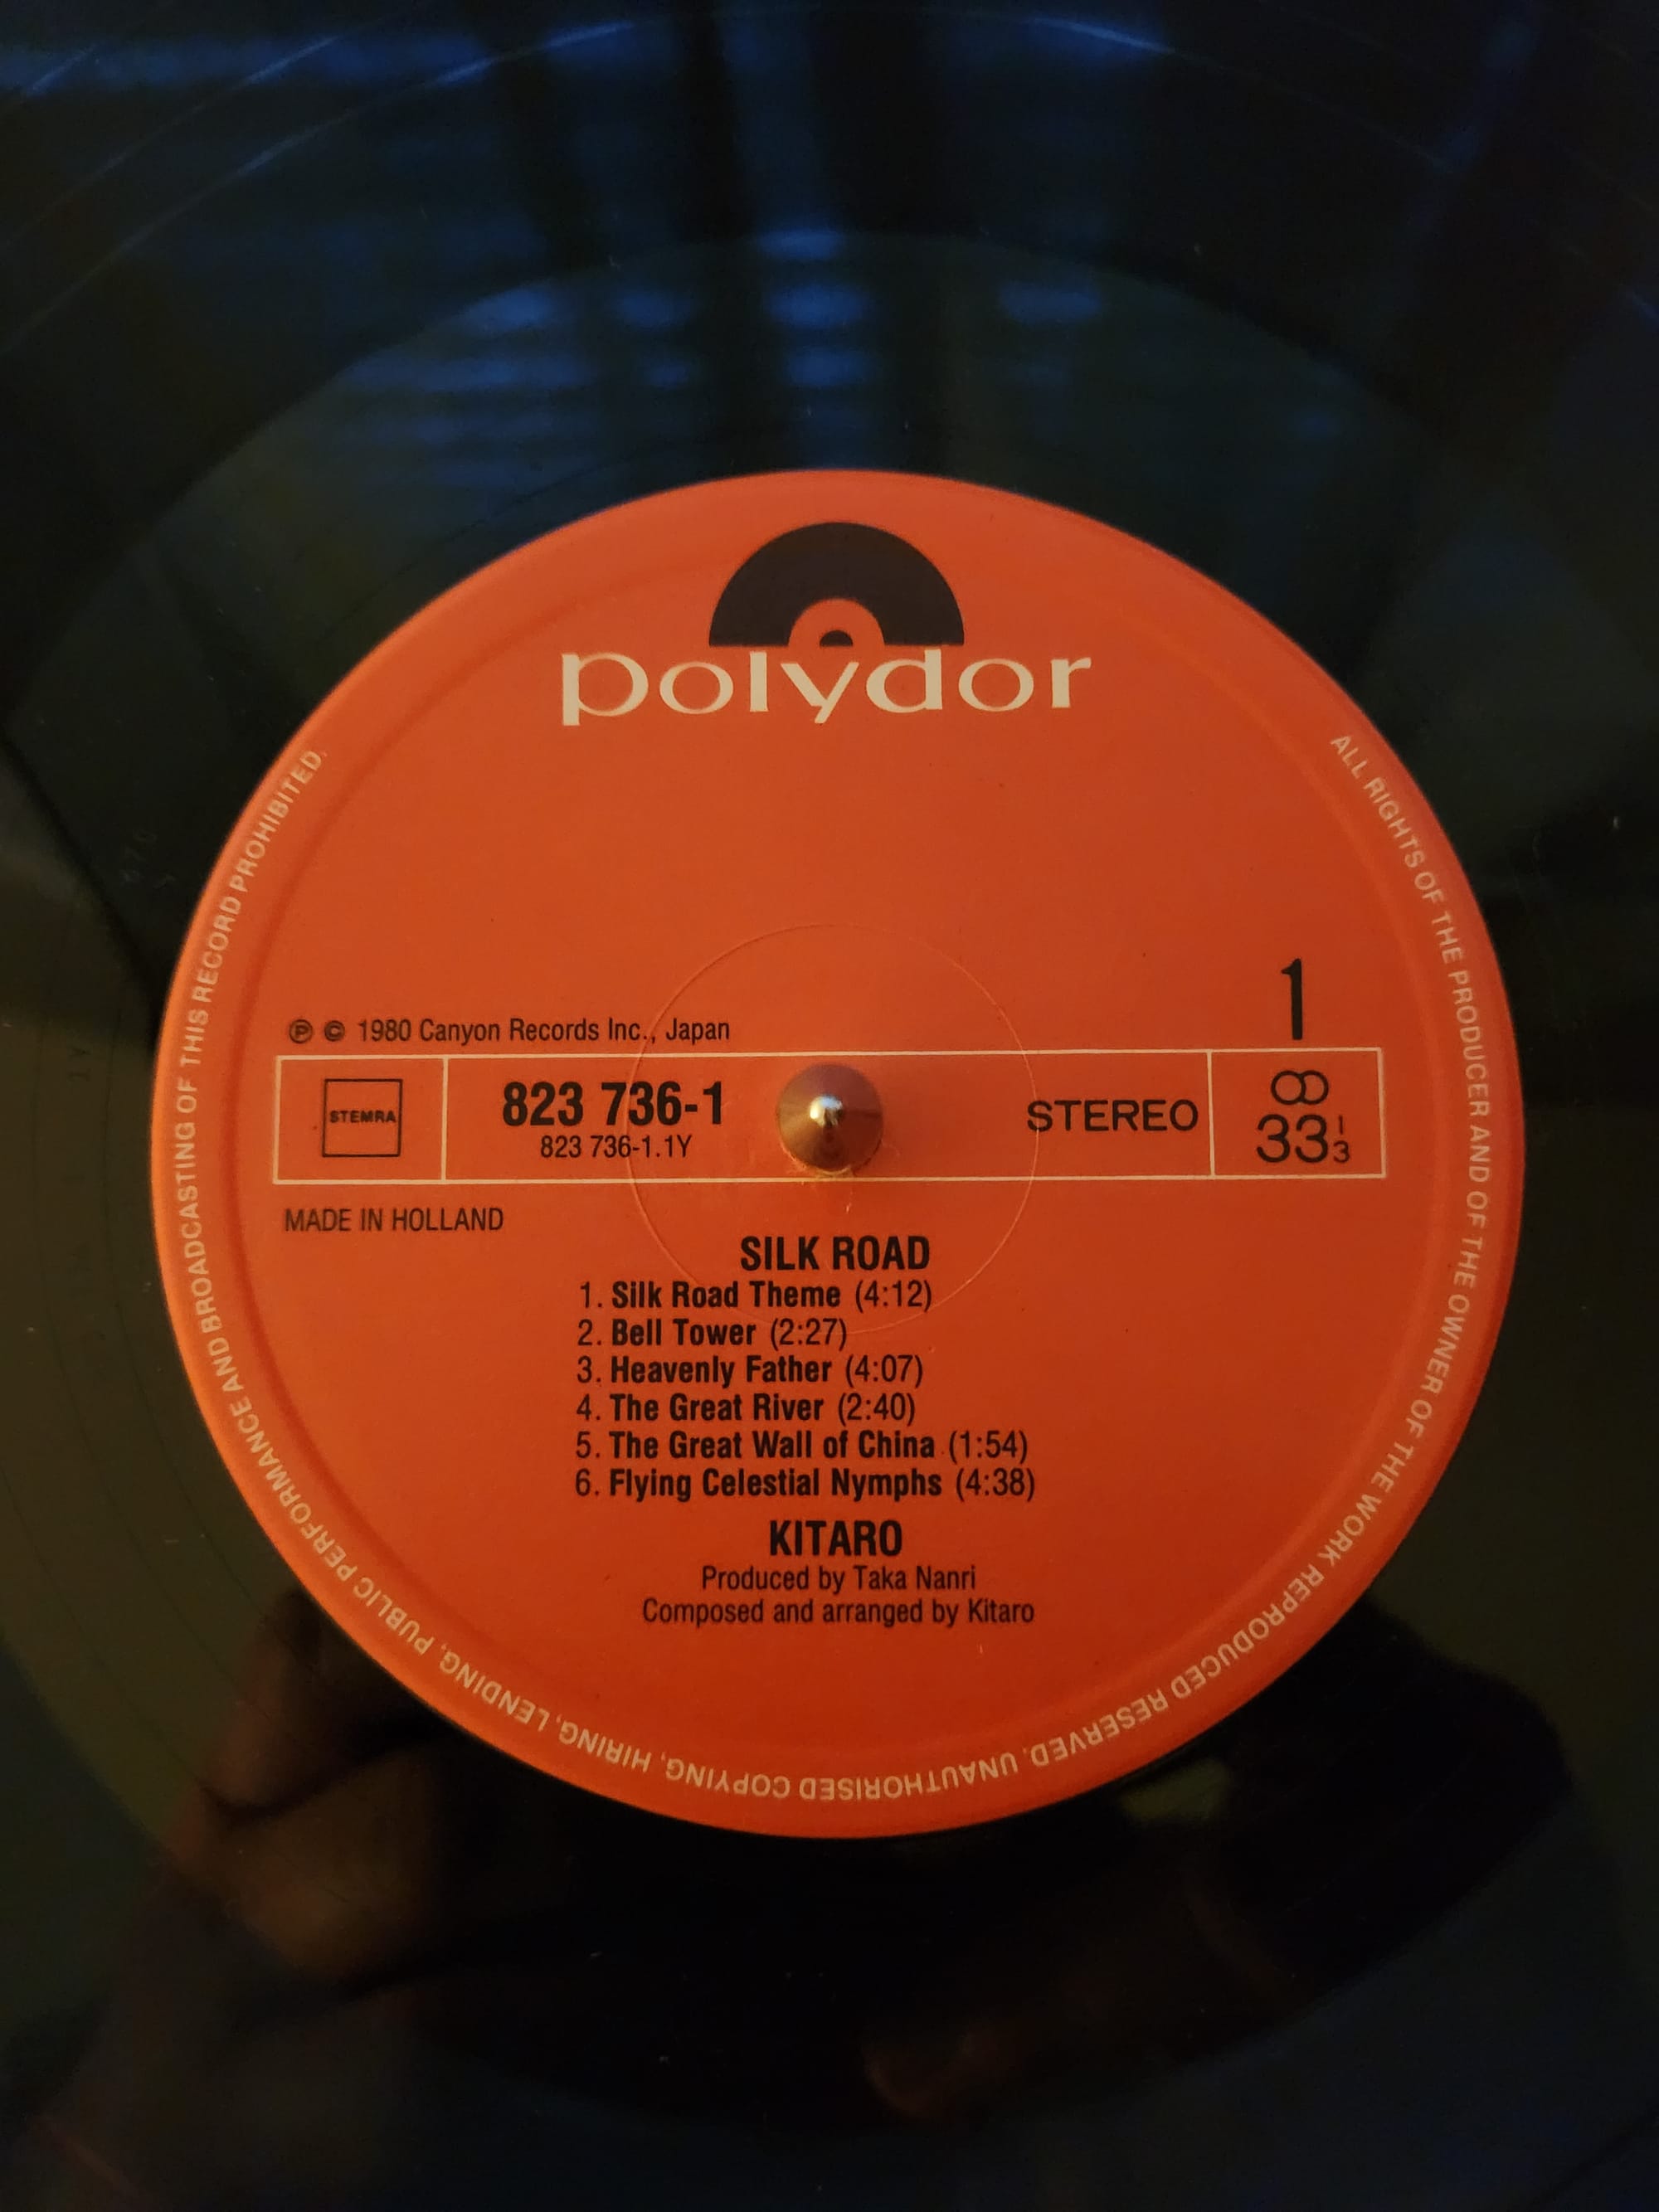 polydor
℗ © 1980 Canyon Records Inc., Japan
1
STEMRA
823 736-1
823 736-1.1Y
STEREO
33 1/3
MADE IN HOLLAND
SILK ROAD
1. Silk Road Theme (4:12)
2. Bell Tower (2:27)
3. Heavenly Father (4:07)
4. The Great River (2:40)
5. The Great Wall of China (1:54)
6. Flying Celestial Nymphs (4:38)
KITARO
Produced by Taka Nanri
Composed and arranged by Kitaro
ALL RIGHTS OF THE PRODUCER AND OF THE OWNER OF THE WORK REPRODUCED RESERVED. UNAUTHORISED COPYING, HIRING, LENDING, PUBLIC PERFORMANCE AND BROADCASTING OF THIS RECORD PROHIBITED.